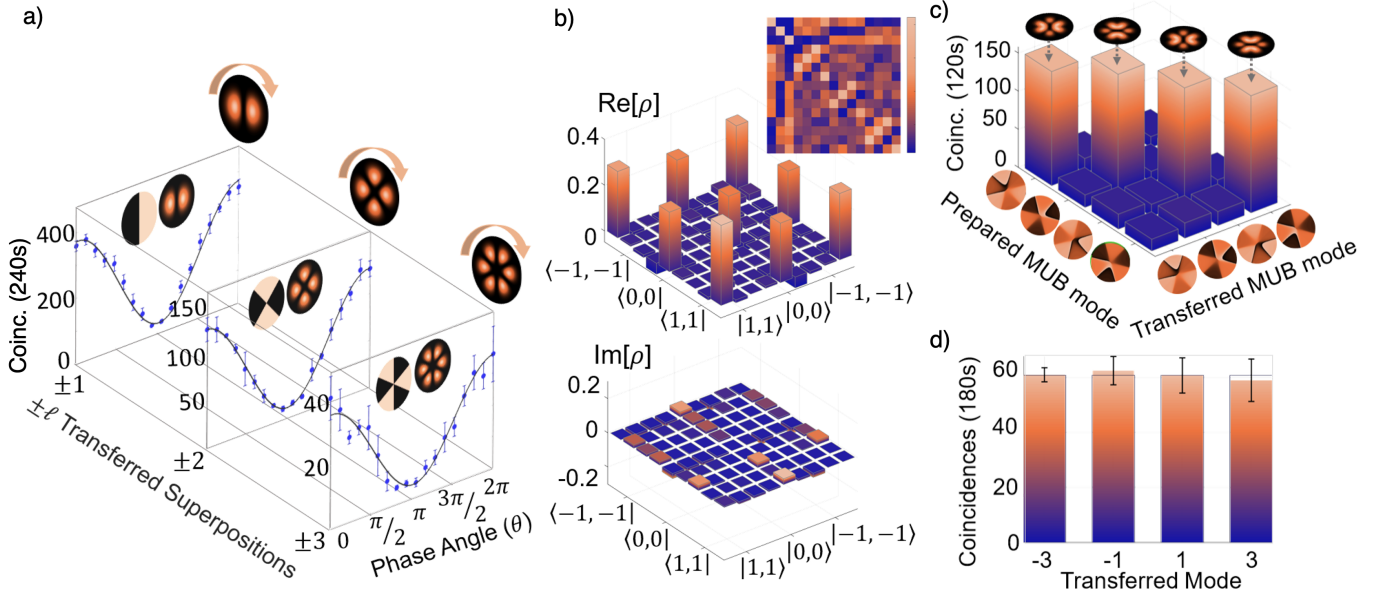 a)
Coinc. (240s)
400
200
0
150
100
50
40
20
±1
±2
±3
±ℓ Transferred Superpositions
0
π/2
π
3π/2
2π
Phase Angle (θ)
b)
Re[ρ]
0.4
0.2
0
⟨−1, −1|
⟨0,0|
⟨1,1|
|1,1⟩
|0,0⟩
|−1, −1⟩
Im[ρ]
0.2
0
-0.2
⟨−1, −1|
⟨0,0|
⟨1,1|
|1,1⟩
|0,0⟩
|−1, −1⟩
c)
Coinc. (120s)
150
100
50
0
Prepared MUB mode
Transferred MUB mode
d)
Coincidences (180s)
60
40
20
0
-3
-1
1
3
Transferred Mode